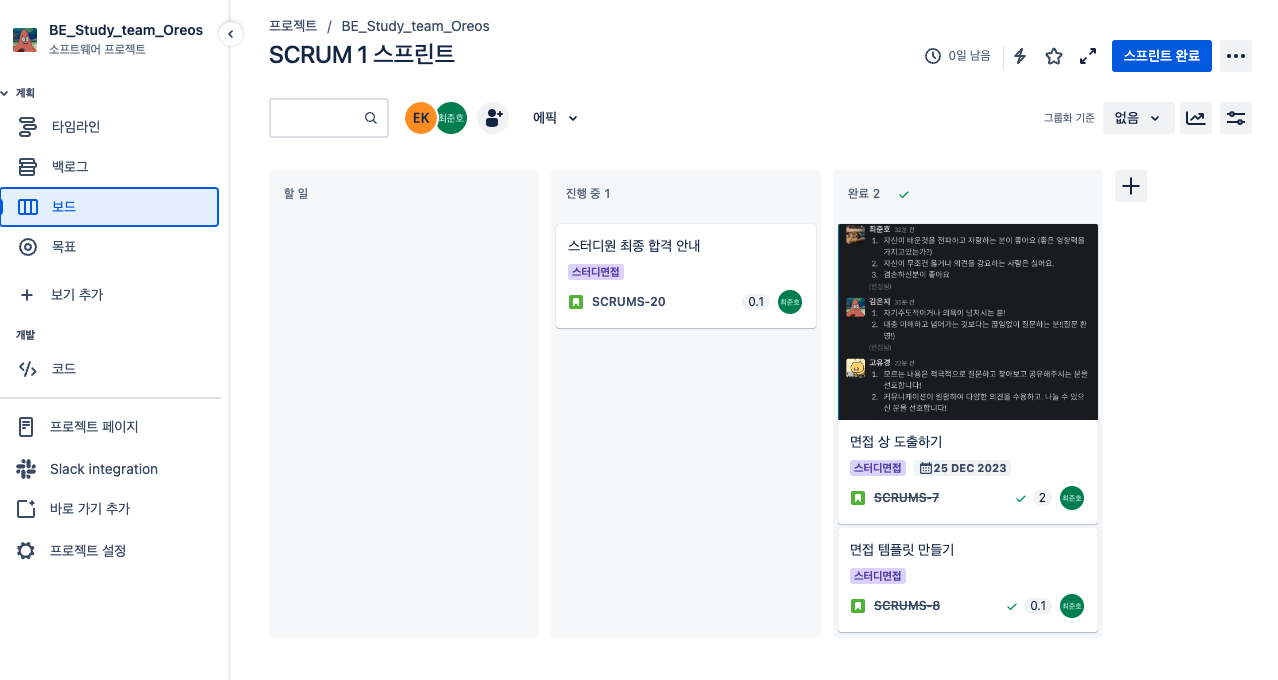 BE_Study_team_Oreos
소프트웨어 프로젝트
계획
타임라인
백로그
보드
목표
보기 추가
개발
코드
프로젝트 페이지
Slack integration
바로 가기 추가
프로젝트 설정
프로젝트 / BE_Study_team_Oreos
SCRUM 1 스프린트
0일 남음
스프린트 완료
EK
최준호
에픽
그룹화 기준
없음
할 일
진행 중 1
스터디원 최종 합격 안내
스터디면접
SCRUMS-20
0.1
최준호
완료 2
최준호 32분 전
1. 자신이 배운것을 전파하고 자랑하는 분이 좋아요 (좋은 영향력을
가지고있는가?)
2. 자신이 무조건 옳거나 의견을 강요하는 사람은 싫어요.
3. 겸손하신분이 좋아요
(편집됨)
김은지 35분 전
1. 자기주도적이거나 의욕이 넘치시는 분!
2. 대충 이해하고 넘어가는 것보다는 끊임없이 질문하는 분!(질문 환
영!)
(편집됨)
고유경 22분 전
1. 모르는 내용은 적극적으로 질문하고 찾아보고 공유해주시는 분을
선호합니다!
2. 커뮤니케이션이 원활하여 다양한 의견을 수용하고, 나눌 수 있으
신 분을 선호합니다!
면접 상 도출하기
스터디면접
25 DEC 2023
SCRUMS-7
2
최준호
면접 템플릿 만들기
스터디면접
SCRUMS-8
0.1
최준호